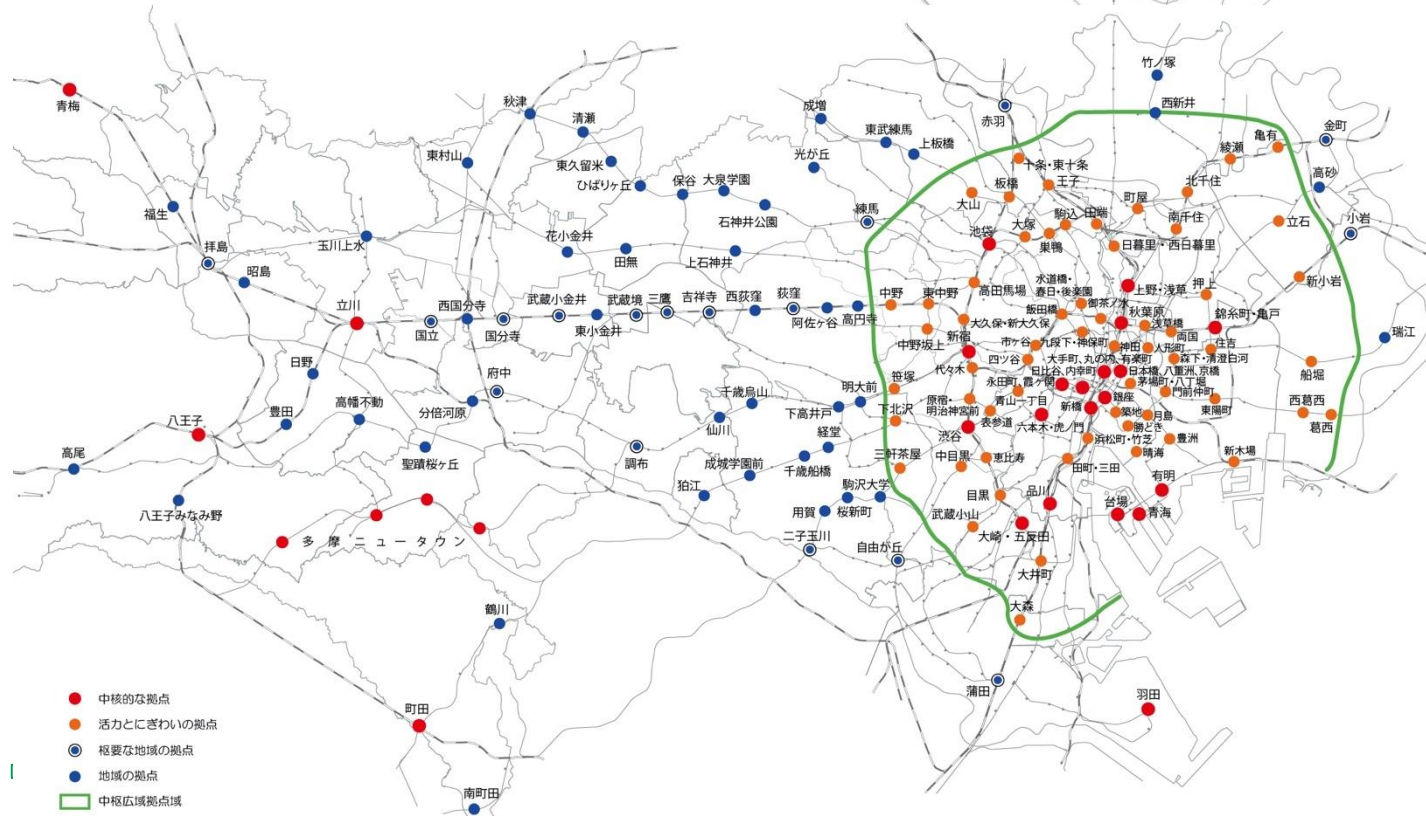 竹ノ塚
青梅
秋津
清瀬
成増
赤羽
西新井
東村山
東久留米
ひばりヶ丘
光が丘
東武練馬
上板橋
亀有
金町
綾瀬
高砂
十条・東十条
王子
北千住
保谷
大泉学園
石神井公園
練馬
大山
板橋
町屋
南千住
立石
小岩
福生
拝島
玉川上水
花小金井
田無
上石神井
池袋
大塚
巣鴨
駒込
田端
日暮里・西日暮里
昭島
立川
国立
西国分寺
国分寺
武蔵小金井
東小金井
武蔵境
三鷹
吉祥寺
西荻窪
荻窪
阿佐ヶ谷
高円寺
中野
東中野
高田馬場
水道橋・
春日・後楽園
飯田橋
御茶ノ水
上野・浅草
押上
新小岩
秋葉原
浅草橋
錦糸町・亀戸
両国
瑞江
中野坂上
新宿
大久保・新大久保
市ヶ谷
九段下・神保町
神田
人形町
住吉
森下・清澄白河
四ツ谷
大手町、丸の内、有楽町
日比谷、内幸町
日本橋、八重洲、京橋
代々木
永田町、霞ヶ関
茅場町・八丁堀
門前仲町
船堀
西葛西
葛西
日野
豊田
高幡不動
府中
分倍河原
聖蹟桜ヶ丘
八王子
高尾
八王子みなみ野
千歳烏山
仙川
下高井戸
明大前
笹塚
下北沢
原宿・
明治神宮前
青山一丁目
表参道
渋谷
六本木・虎ノ門
新橋
銀座
築地
月島
勝どき
東陽町
浜松町・竹芝
豊洲
晴海
新木場
調布
狛江
成城学園前
経堂
千歳船橋
三軒茶屋
中目黒
恵比寿
田町・三田
駒沢大学
桜新町
用賀
二子玉川
自由が丘
目黒
品川
武蔵小山
大崎・五反田
大井町
有明
台場
青海
多摩ニュータウン
大森
鶴川
町田
南町田
蒲田
羽田
中核的な拠点
活力とにぎわいの拠点
枢要な地域の拠点
地域の拠点
中枢広域拠点域